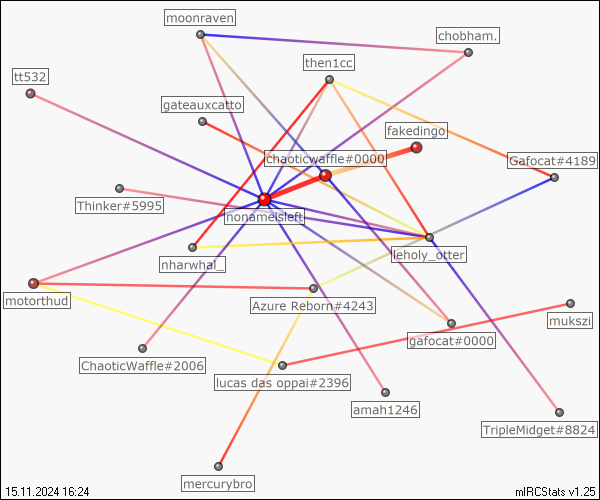 moonraven
chobham.
then1cc
tt532
gateauxcatto
fakedingo
chaoticwaffle#0000
Gafocat#4189
Thinker#5995
nonameisleft
leholy_otter
nharwhal_
motorthud
Azure Reborn#4243
mukszi
gafocat#0000
ChaoticWaffle#2006
lucas das oppai#2396
amah1246
TripleMidget#8824
mercurybro
15.11.2024 16:24
mIRCStats v1.25